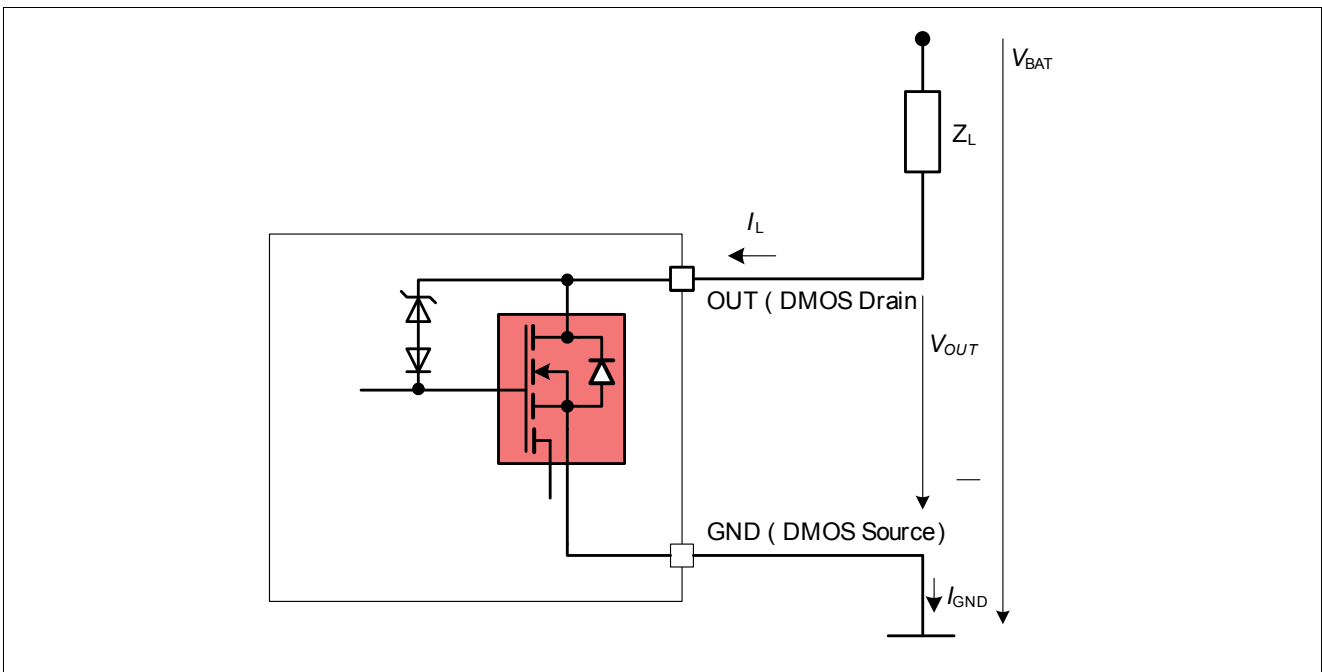 V_BAT
Z_L
I_L
OUT ( DMOS Drain
V_OUT
GND ( DMOS Source)
I_GND